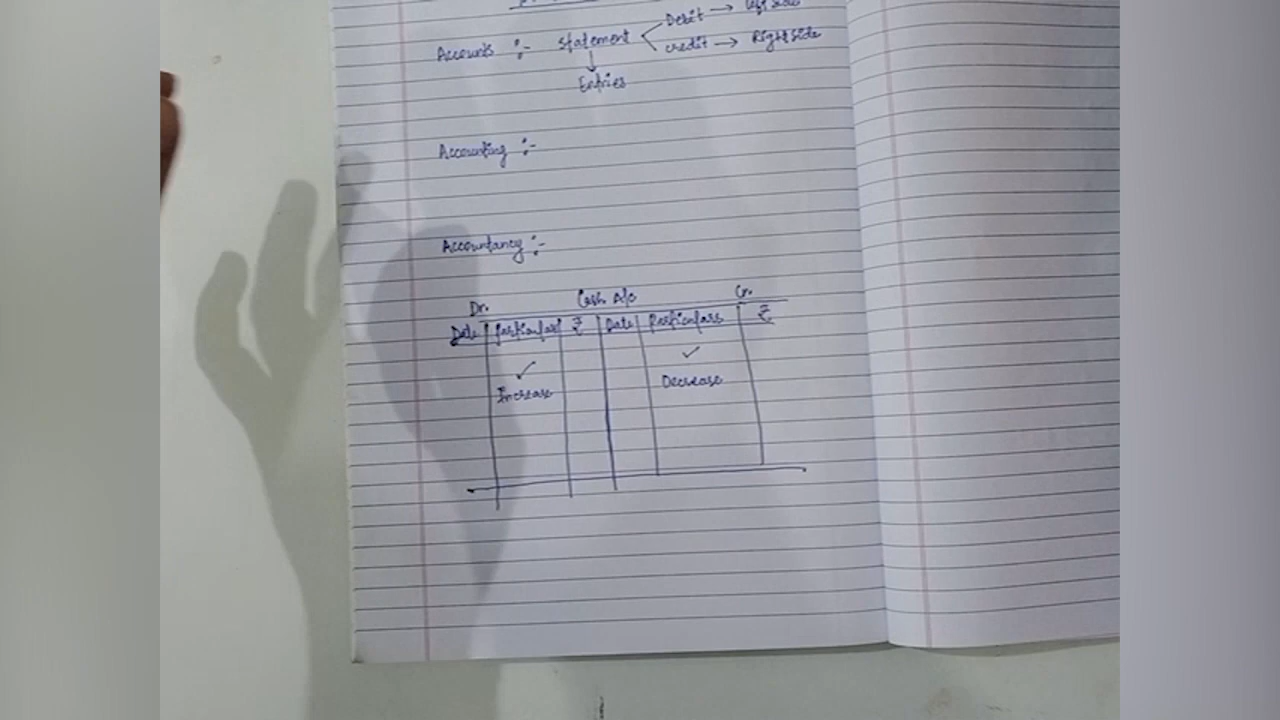 Debit → left side
Accounts :- Statement
credit → Right side
↓
Entries
Accounting :-
Accountancy :-
Dr. Cash A/c Cr.
Date Particulars ₹ Date Particulars ₹
✓ ✓
Increase Decrease